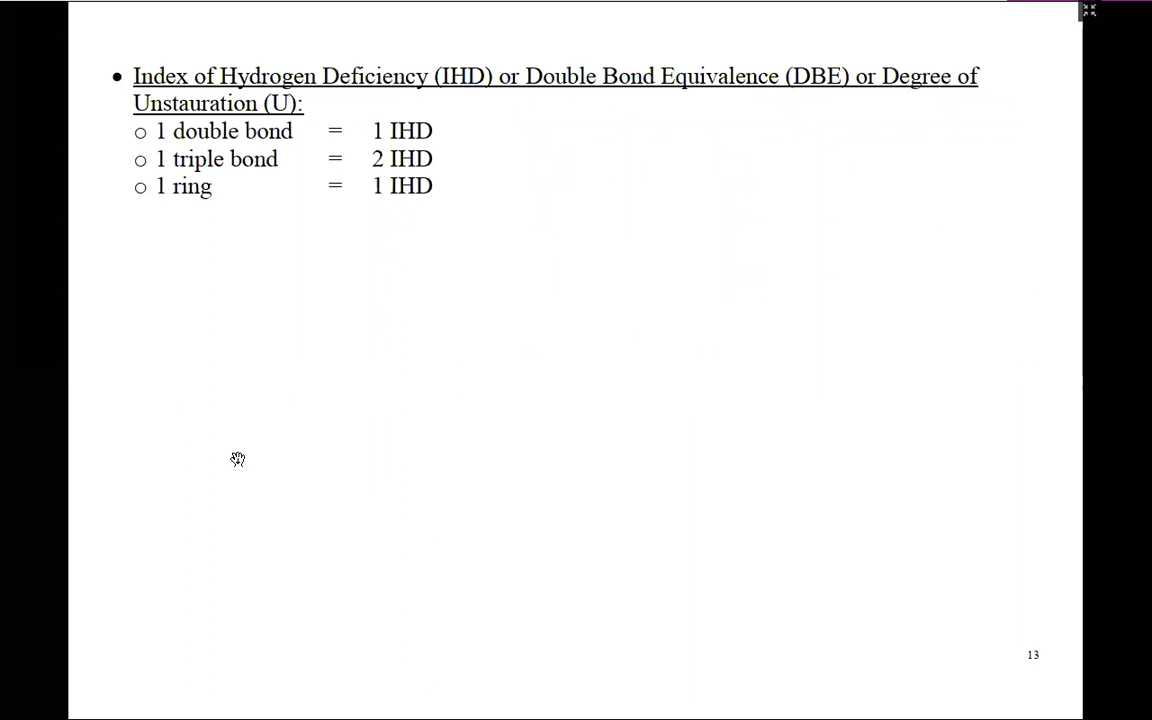 • Index of Hydrogen Deficiency (IHD) or Double Bond Equivalence (DBE) or Degree of
Unstauration (U):
o 1 double bond = 1 IHD
o 1 triple bond = 2 IHD
o 1 ring = 1 IHD
13